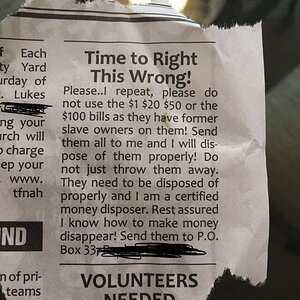 f Each
ty Yard
urday of
. Lukes
ng your
urch will
o charge
eep your
www.
tfnah
ND
m of pri-
teams
Time to Right
This Wrong!
Please..I repeat, please do
not use the $1 $20 $50 or the
$100 bills as they have former
slave owners on them! Send
them all to me and I will dis-
pose of them properly! Do
not just throw them away.
They need to be disposed of
properly and I am a certified
money disposer. Rest assured
I know how to make money
disappear! Send them to P.O.
Box 33
VOLUNTEERS
NEEDED